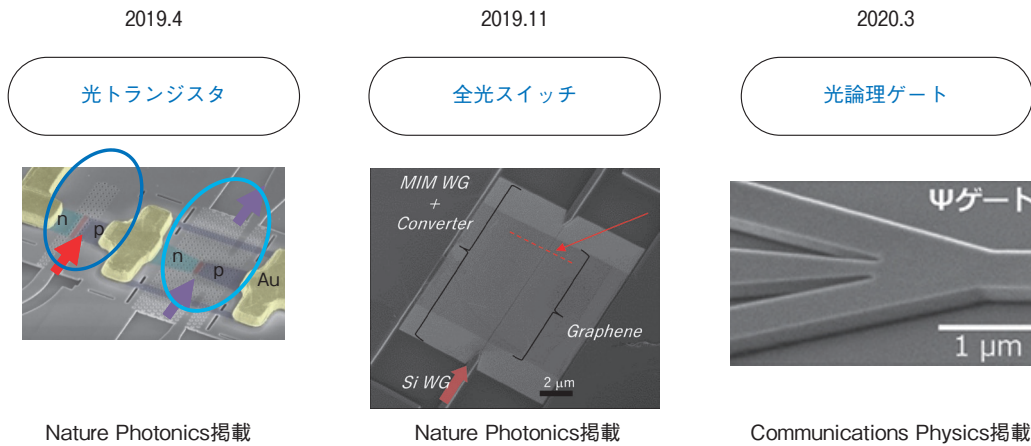 2019.4
2019.11
2020.3
光トランジスタ
全光スイッチ
光論理ゲート
n
p
n
p
Au
MIM WG
+
Converter
Graphene
Si WG
2 μm
Ψゲート
1 μm
Nature Photonics掲載
Nature Photonics掲載
Communications Physics掲載